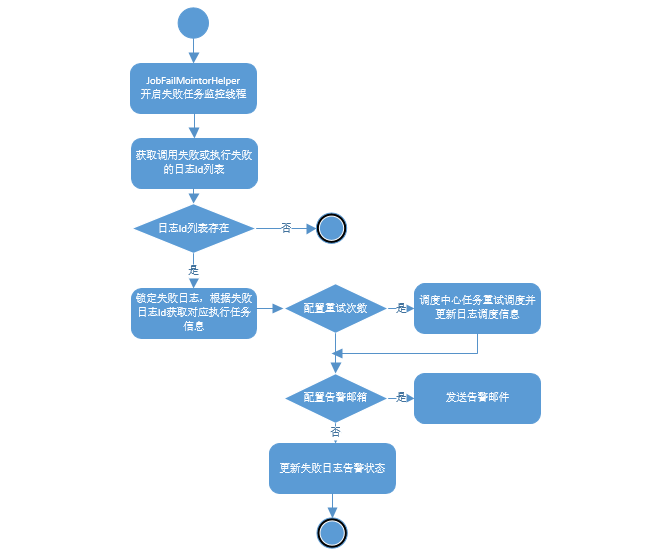 JobFailMointorHelper
开启失败任务监控线程
获取调用失败或执行失败
的日志Id列表
日志Id列表存在
否
是
锁定失败日志，根据失败
日志Id获取对应执行任务
信息
配置重试次数
是
调度中心任务重试调度并
更新日志调度信息
配置告警邮箱
是
发送告警邮件
否
更新失败日志告警状态